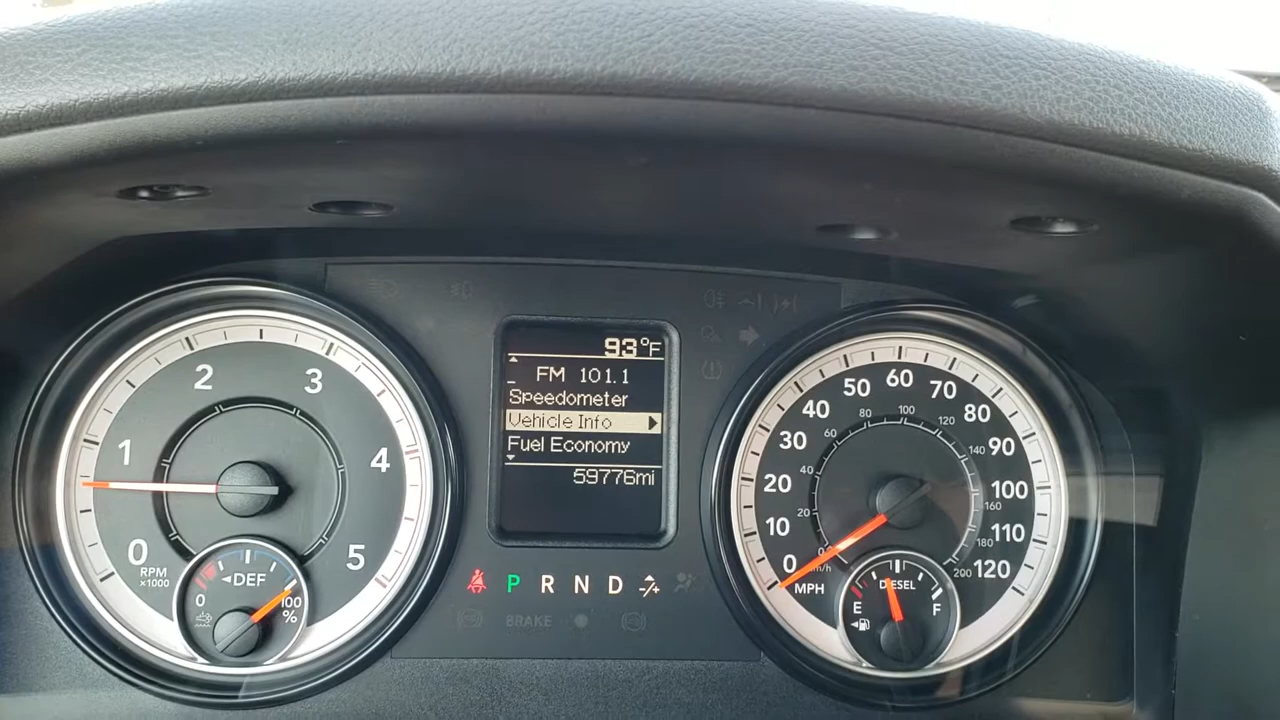 93°F
FM 101.1
Speedometer
Vehicle Info
Fuel Economy
59776mi
0 1 2 3 4 5
RPM
x1000
DEF
0
100
%
P R N D
BRAKE
0 10 20 30 40 50 60 70 80 90 100 110 120
MPH
0 20 40 60 80 100 120 140 160 180 200
km/h
DIESEL
E F